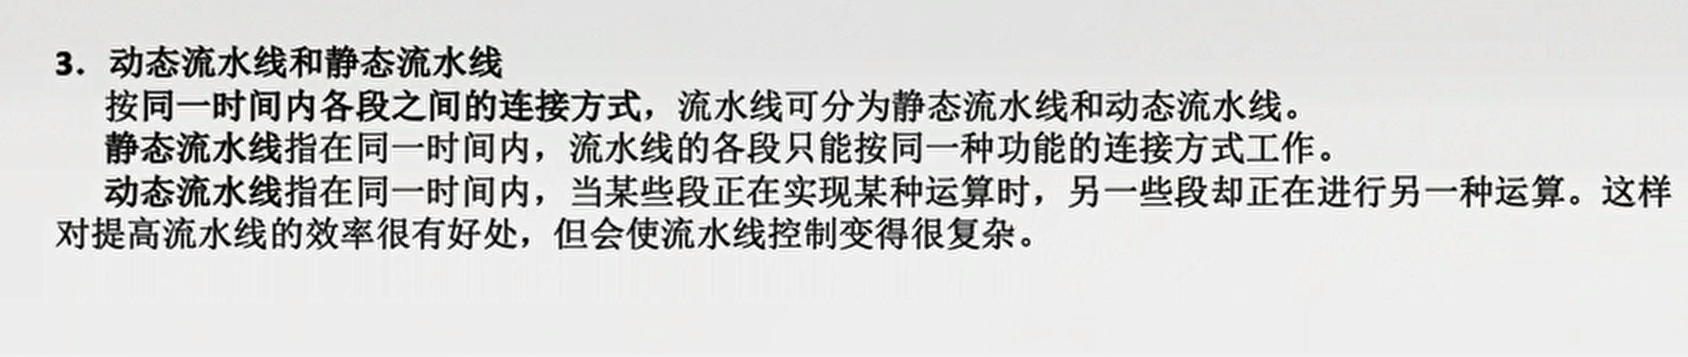 3. 动态流水线和静态流水线
按同一时间内各段之间的连接方式，流水线可分为静态流水线和动态流水线。
静态流水线指在同一时间内，流水线的各段只能按同一种功能的连接方式工作。
动态流水线指在同一时间内，当某些段正在实现某种运算时，另一些段却正在进行另一种运算。这样
对提高流水线的效率很有好处，但会使流水线控制变得很复杂。